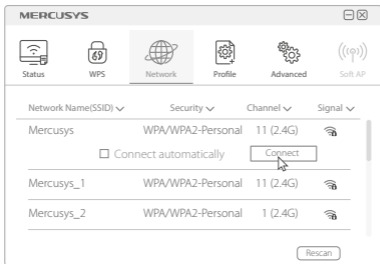 MERCUSYS
Status WPS Network Profile Advanced Soft AP
Network Name(SSID) Security Channel Signal
Mercusys WPA/WPA2-Personal 11 (2.4G)
Connect automatically Connect
Mercusys_1 WPA/WPA2-Personal 11 (2.4G)
Mercusys_2 WPA/WPA2-Personal 1 (2.4G)
Rescan